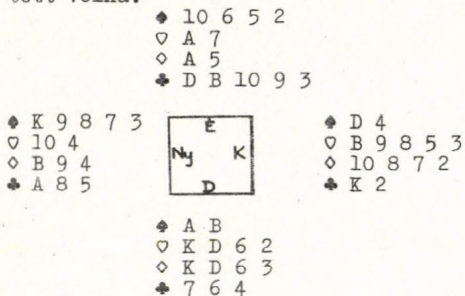 volna.
♠ 10 6 5 2
♡ A 7
◇ A 5
♣ D B 10 9 3
♠ K 9 8 7 3 É ♠ D 4
♡ 10 4 ♡ B 9 8 5 3
Ny K
◇ B 9 4 ◇ 10 8 7 2
♣ A 8 5 D ♣ K 2
♠ A B
♡ K D 6 2
◇ K D 6 3
♣ 7 6 4